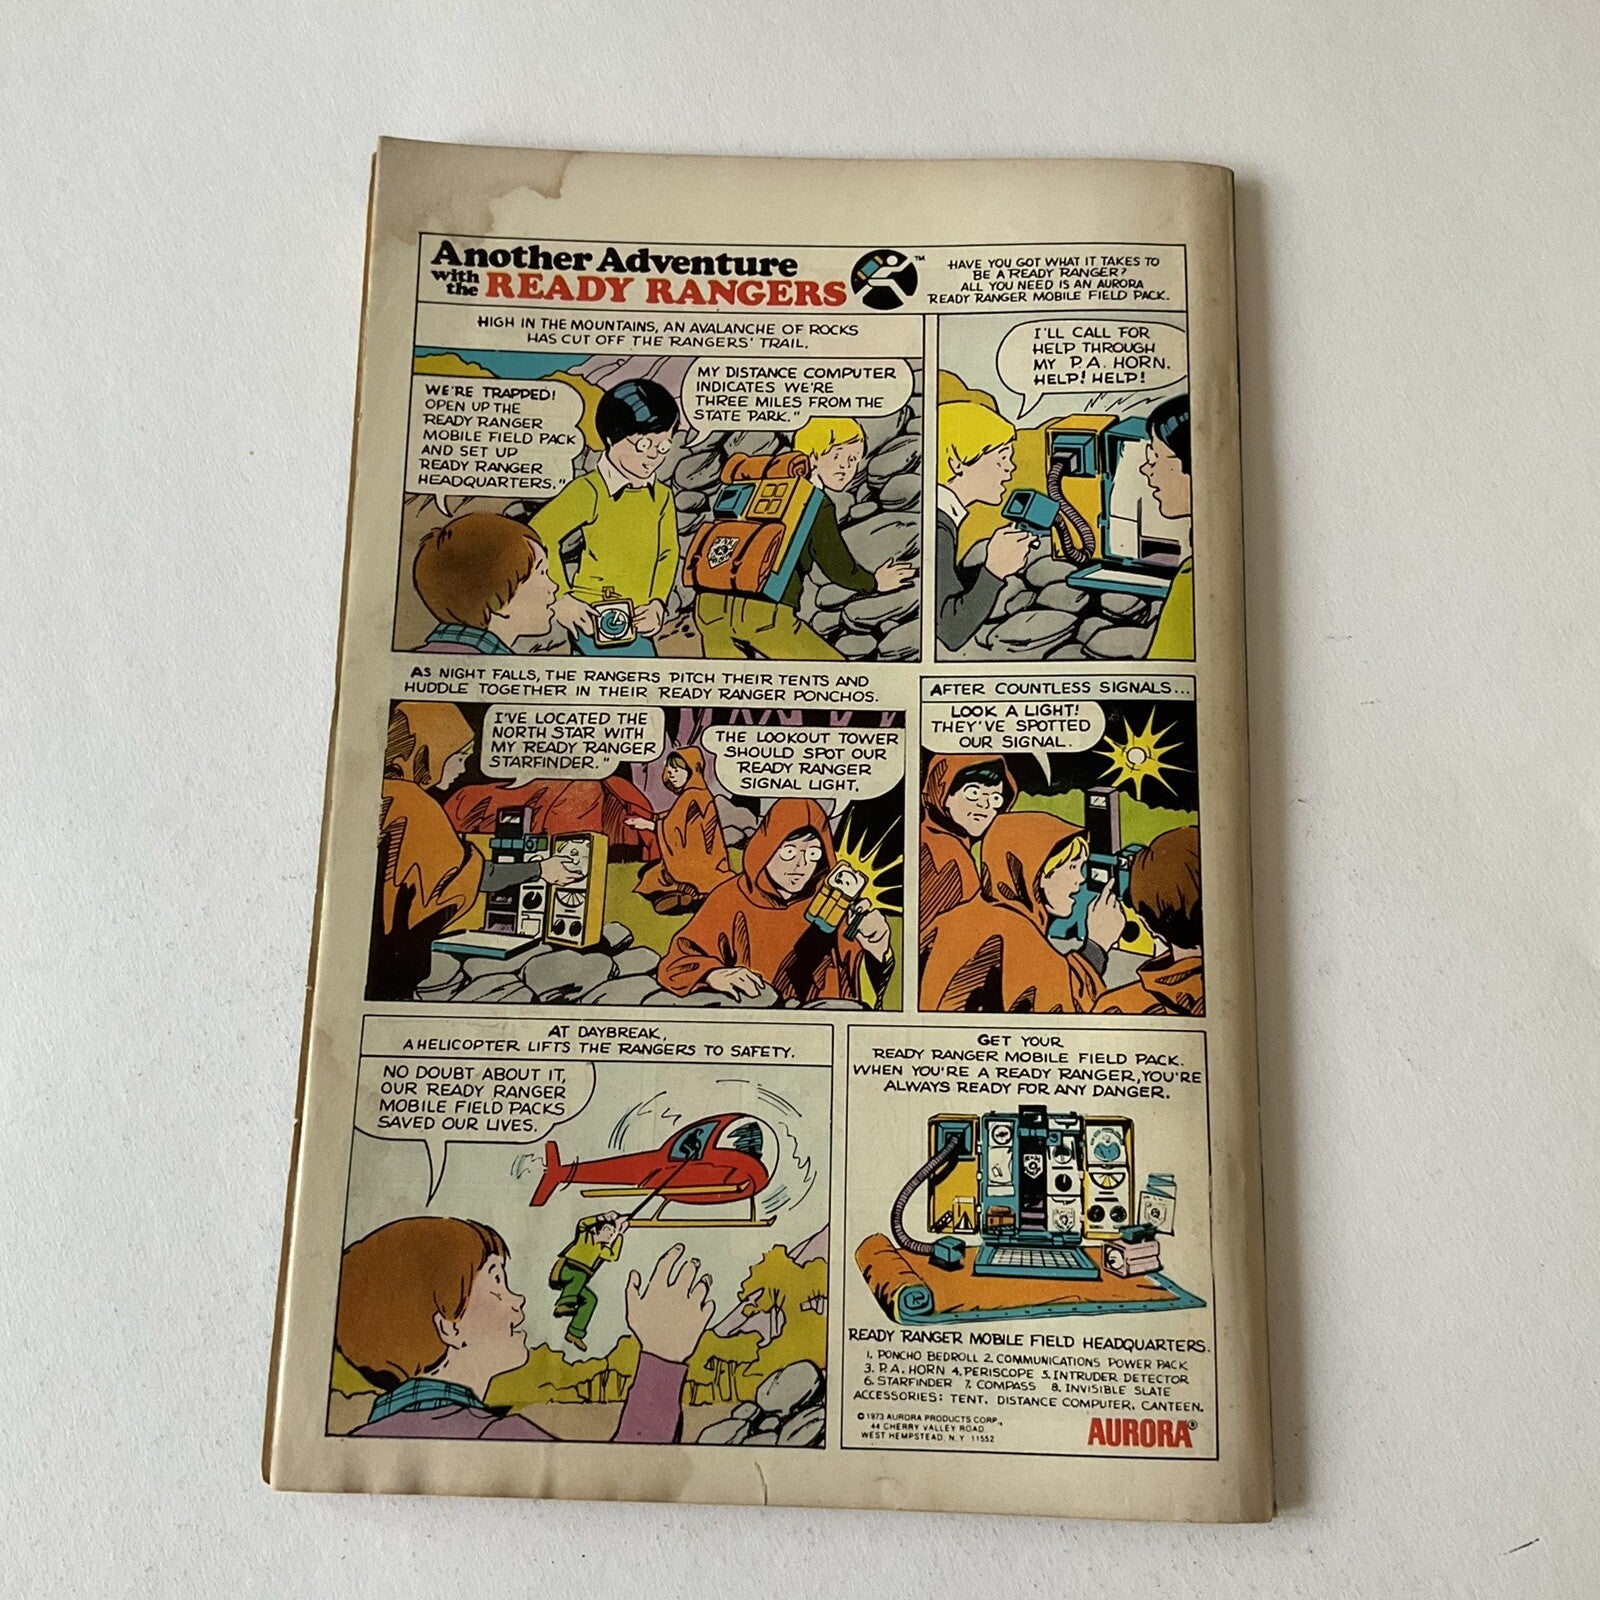 Another Adventure
with the READY RANGERS
TM
HAVE YOU GOT WHAT IT TAKES TO
BE A READY RANGER?
ALL YOU NEED IS AN AURORA
READY RANGER MOBILE FIELD PACK.
HIGH IN THE MOUNTAINS, AN AVALANCHE OF ROCKS
HAS CUT OFF THE RANGERS' TRAIL.
WE'RE TRAPPED!
OPEN UP THE
READY RANGER
MOBILE FIELD PACK
AND SET UP
READY RANGER
HEADQUARTERS."
MY DISTANCE COMPUTER
INDICATES WE'RE
THREE MILES FROM THE
STATE PARK."
I'LL CALL FOR
HELP THROUGH
MY P.A. HORN.
HELP! HELP!
AS NIGHT FALLS, THE RANGERS PITCH THEIR TENTS AND
HUDDLE TOGETHER IN THEIR READY RANGER PONCHOS.
I'VE LOCATED THE
NORTH STAR WITH
MY READY RANGER
STARFINDER."
THE LOOKOUT TOWER
SHOULD SPOT OUR
READY RANGER
SIGNAL LIGHT.
AFTER COUNTLESS SIGNALS...
LOOK A LIGHT!
THEY'VE SPOTTED
OUR SIGNAL.
AT DAYBREAK,
A HELICOPTER LIFTS THE RANGERS TO SAFETY.
NO DOUBT ABOUT IT,
OUR READY RANGER
MOBILE FIELD PACKS
SAVED OUR LIVES.
GET YOUR
READY RANGER MOBILE FIELD PACK.
WHEN YOU'RE A READY RANGER, YOU'RE
ALWAYS READY FOR ANY DANGER.
READY RANGER MOBILE FIELD HEADQUARTERS.
1. PONCHO BEDROLL 2. COMMUNICATIONS POWER PACK
3. P.A. HORN 4. PERISCOPE 5. INTRUDER DETECTOR
6. STARFINDER 7. COMPASS 8. INVISIBLE SLATE
ACCESSORIES: TENT, DISTANCE COMPUTER, CANTEEN.
© 1973 AURORA PRODUCTS CORP.,
44 CHERRY VALLEY ROAD,
WEST HEMPSTEAD, N.Y. 11552
AURORA®